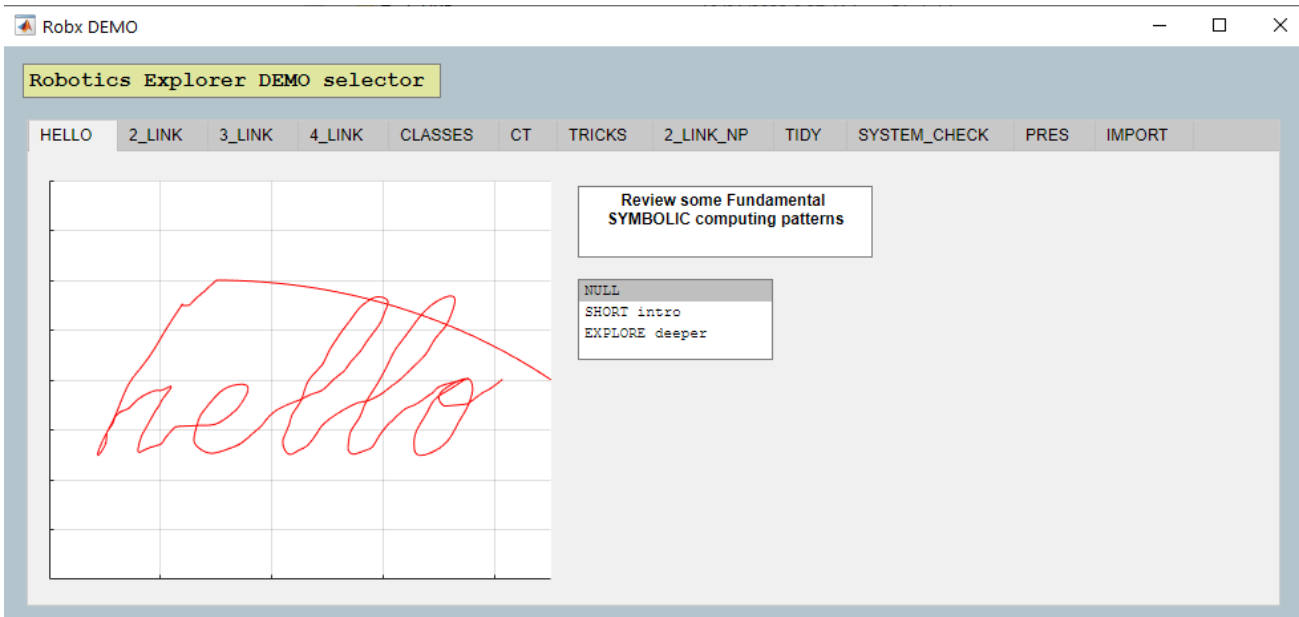 Robx DEMO
Robotics Explorer DEMO selector
HELLO 2_LINK 3_LINK 4_LINK CLASSES CT TRICKS 2_LINK_NP TIDY SYSTEM_CHECK PRES IMPORT
Review some Fundamental
SYMBOLIC computing patterns
NULL
SHORT intro
EXPLORE deeper
hello